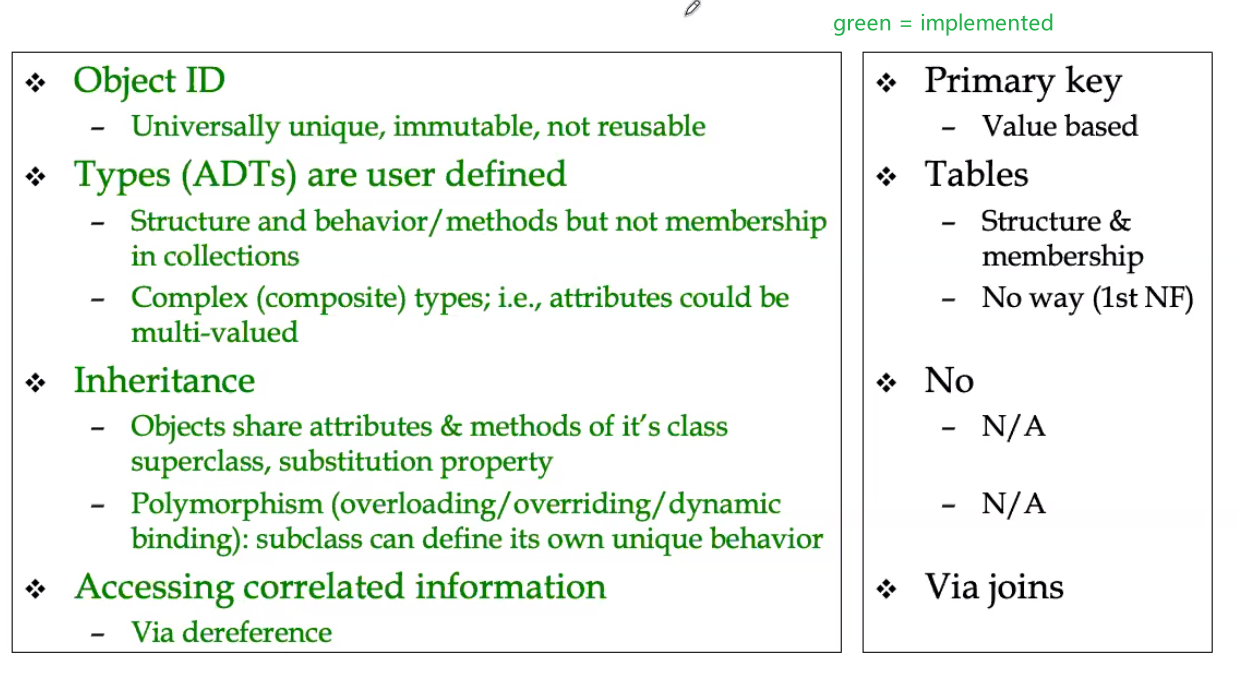 green = implemented
❖ Object ID
– Universally unique, immutable, not reusable
❖ Types (ADTs) are user defined
– Structure and behavior/methods but not membership
in collections
– Complex (composite) types; i.e., attributes could be
multi-valued
❖ Inheritance
– Objects share attributes & methods of it's class
superclass, substitution property
– Polymorphism (overloading/overriding/dynamic
binding): subclass can define its own unique behavior
❖ Accessing correlated information
– Via dereference
❖ Primary key
– Value based
❖ Tables
– Structure &
membership
– No way (1st NF)
❖ No
– N/A
– N/A
❖ Via joins